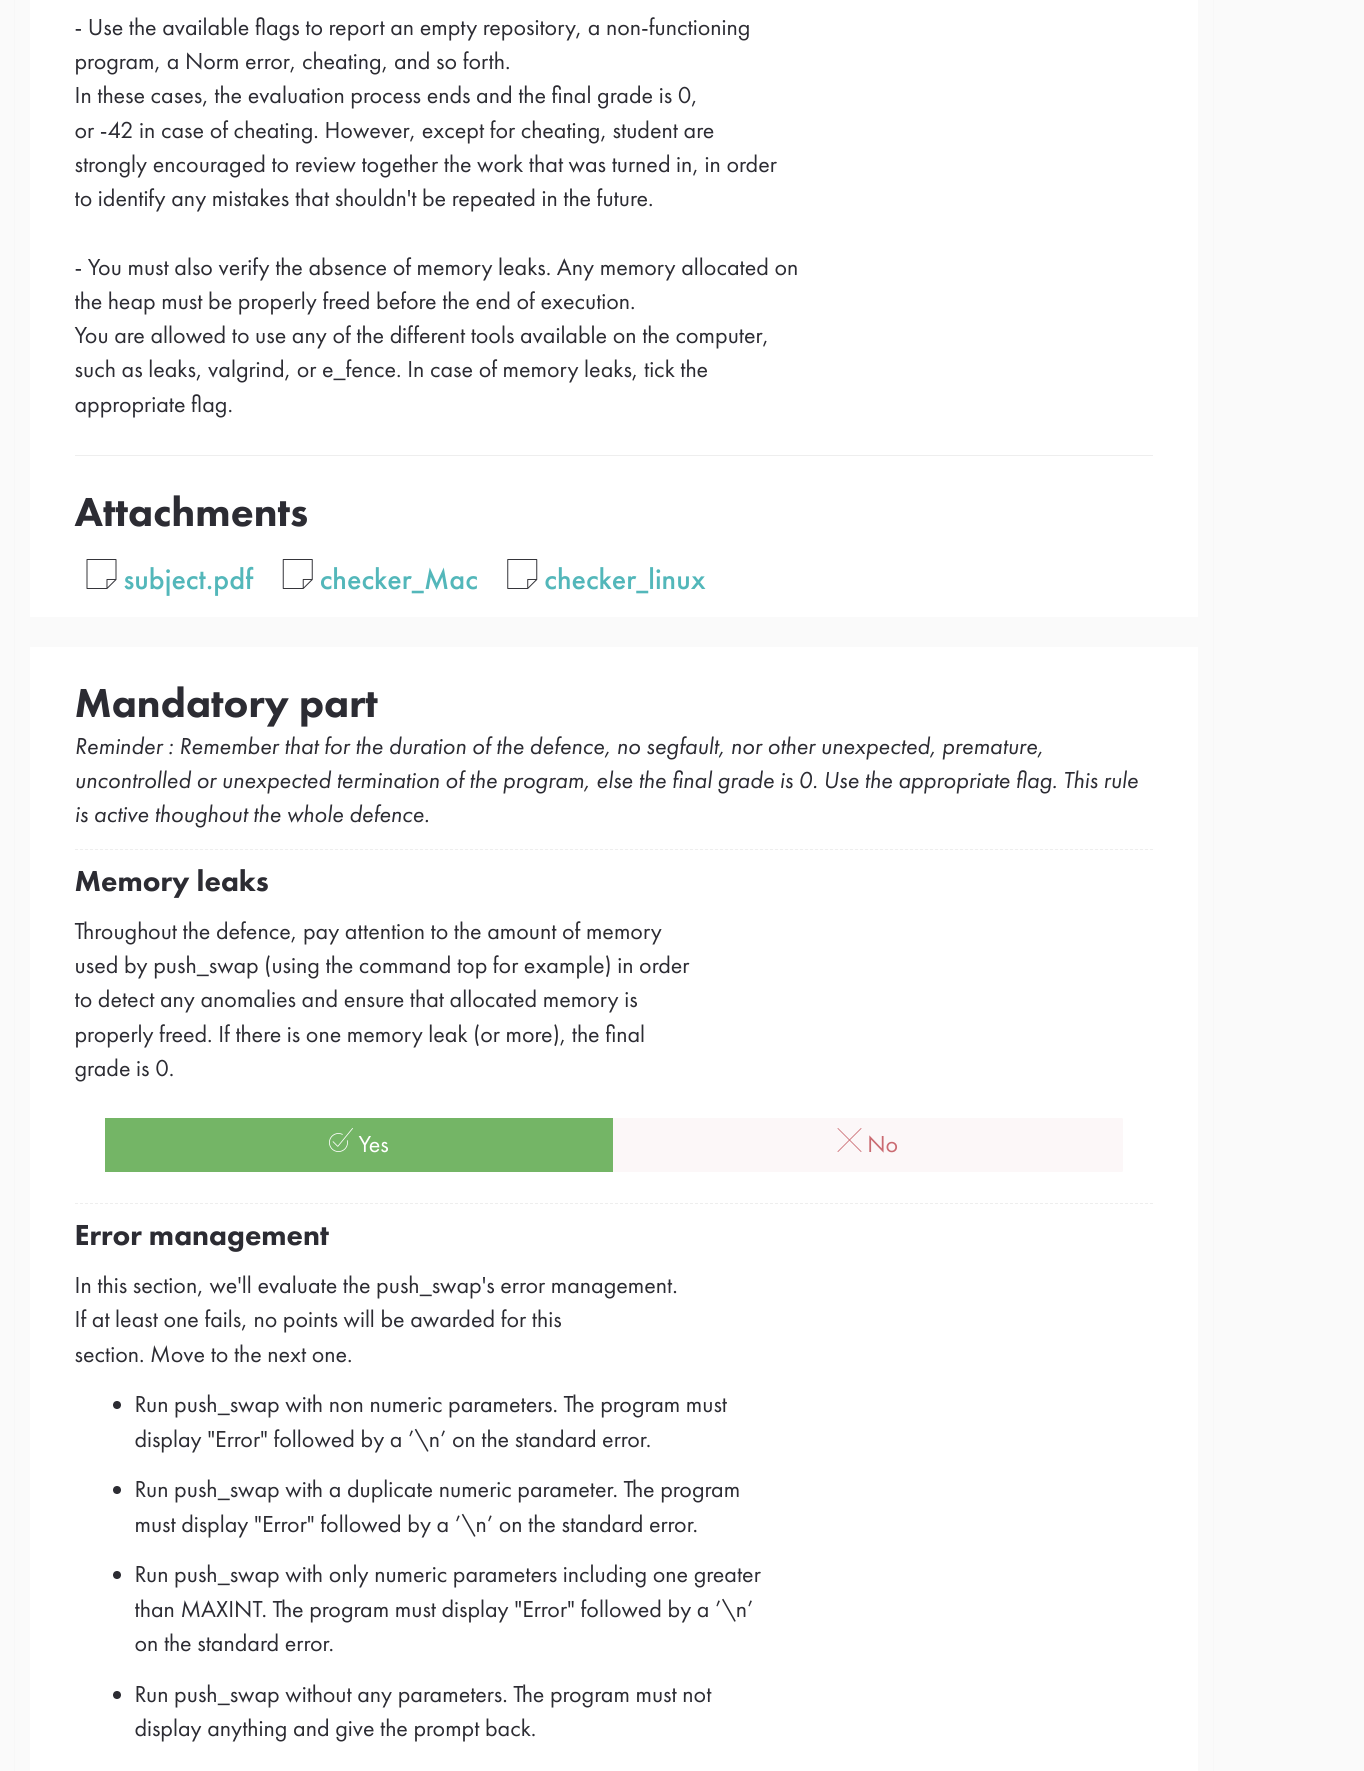 - Use the available flags to report an empty repository, a non-functioning
program, a Norm error, cheating, and so forth.
In these cases, the evaluation process ends and the final grade is 0,
or -42 in case of cheating. However, except for cheating, student are
strongly encouraged to review together the work that was turned in, in order
to identify any mistakes that shouldn't be repeated in the future.
- You must also verify the absence of memory leaks. Any memory allocated on
the heap must be properly freed before the end of execution.
You are allowed to use any of the different tools available on the computer,
such as leaks, valgrind, or e_fence. In case of memory leaks, tick the
appropriate flag.
Attachments
subject.pdf checker_Mac checker_linux
Mandatory part
Reminder : Remember that for the duration of the defence, no segfault, nor other unexpected, premature,
uncontrolled or unexpected termination of the program, else the final grade is 0. Use the appropriate flag. This rule
is active thoughout the whole defence.
Memory leaks
Throughout the defence, pay attention to the amount of memory
used by push_swap (using the command top for example) in order
to detect any anomalies and ensure that allocated memory is
properly freed. If there is one memory leak (or more), the final
grade is 0.
Yes No
Error management
In this section, we'll evaluate the push_swap's error management.
If at least one fails, no points will be awarded for this
section. Move to the next one.
• Run push_swap with non numeric parameters. The program must
display "Error" followed by a ’\n’ on the standard error.
• Run push_swap with a duplicate numeric parameter. The program
must display "Error" followed by a ’\n’ on the standard error.
• Run push_swap with only numeric parameters including one greater
than MAXINT. The program must display "Error" followed by a ’\n’
on the standard error.
• Run push_swap without any parameters. The program must not
display anything and give the prompt back.